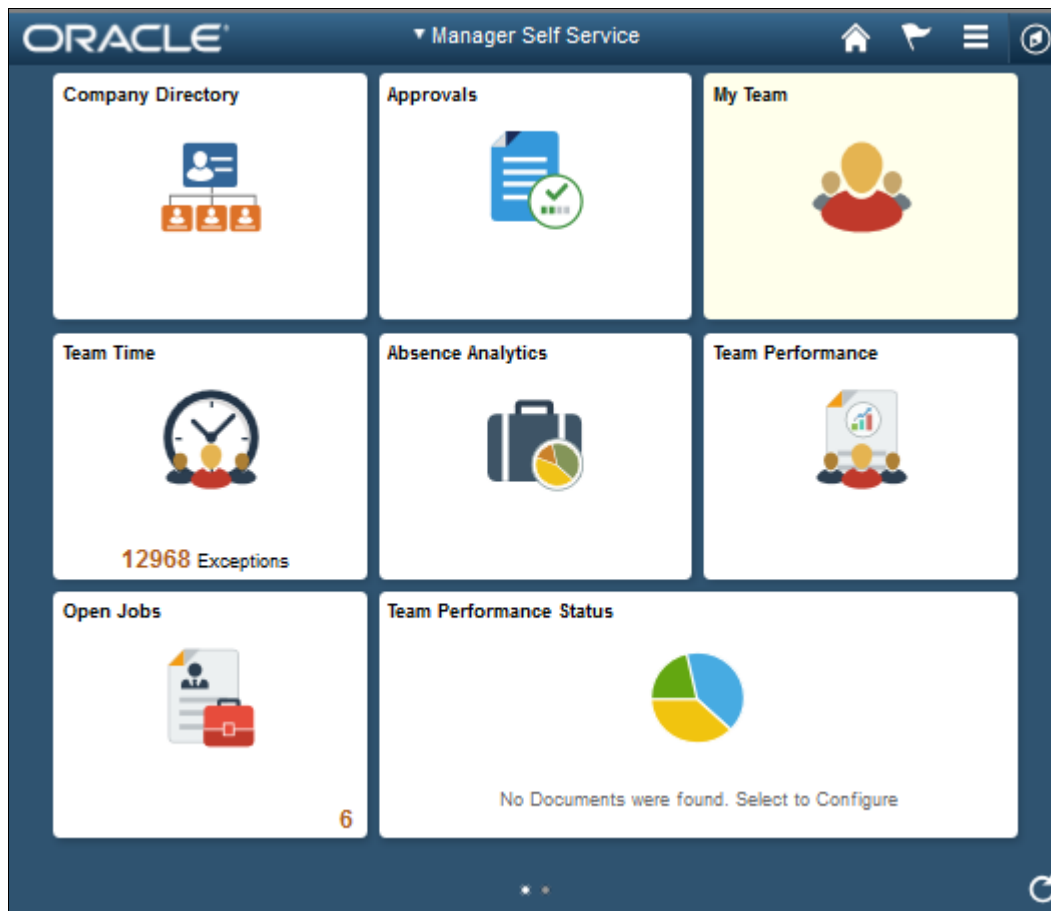 ORACLE
Manager Self Service
Company Directory
Approvals
My Team
Team Time
12968 Exceptions
Absence Analytics
Team Performance
Open Jobs
6
Team Performance Status
No Documents were found. Select to Configure